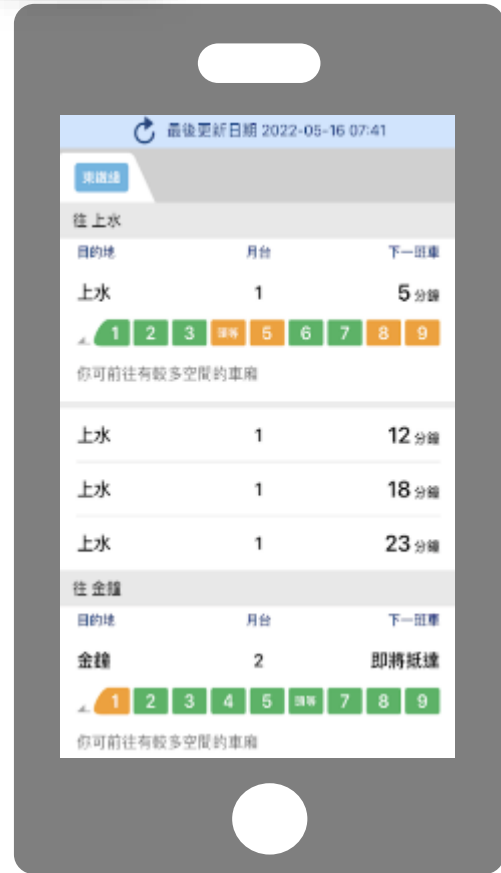 最後更新日期 2022-05-16 07:41
東鐵綫
往 上水
目的地 月台 下一班車
上水 1 5 分鐘
1 2 3 頭等 5 6 7 8 9
你可前往有較多空間的車廂
上水 1 12 分鐘
上水 1 18 分鐘
上水 1 23 分鐘
往 金鐘
目的地 月台 下一班車
金鐘 2 即將抵達
1 2 3 4 5 頭等 7 8 9
你可前往有較多空間的車廂